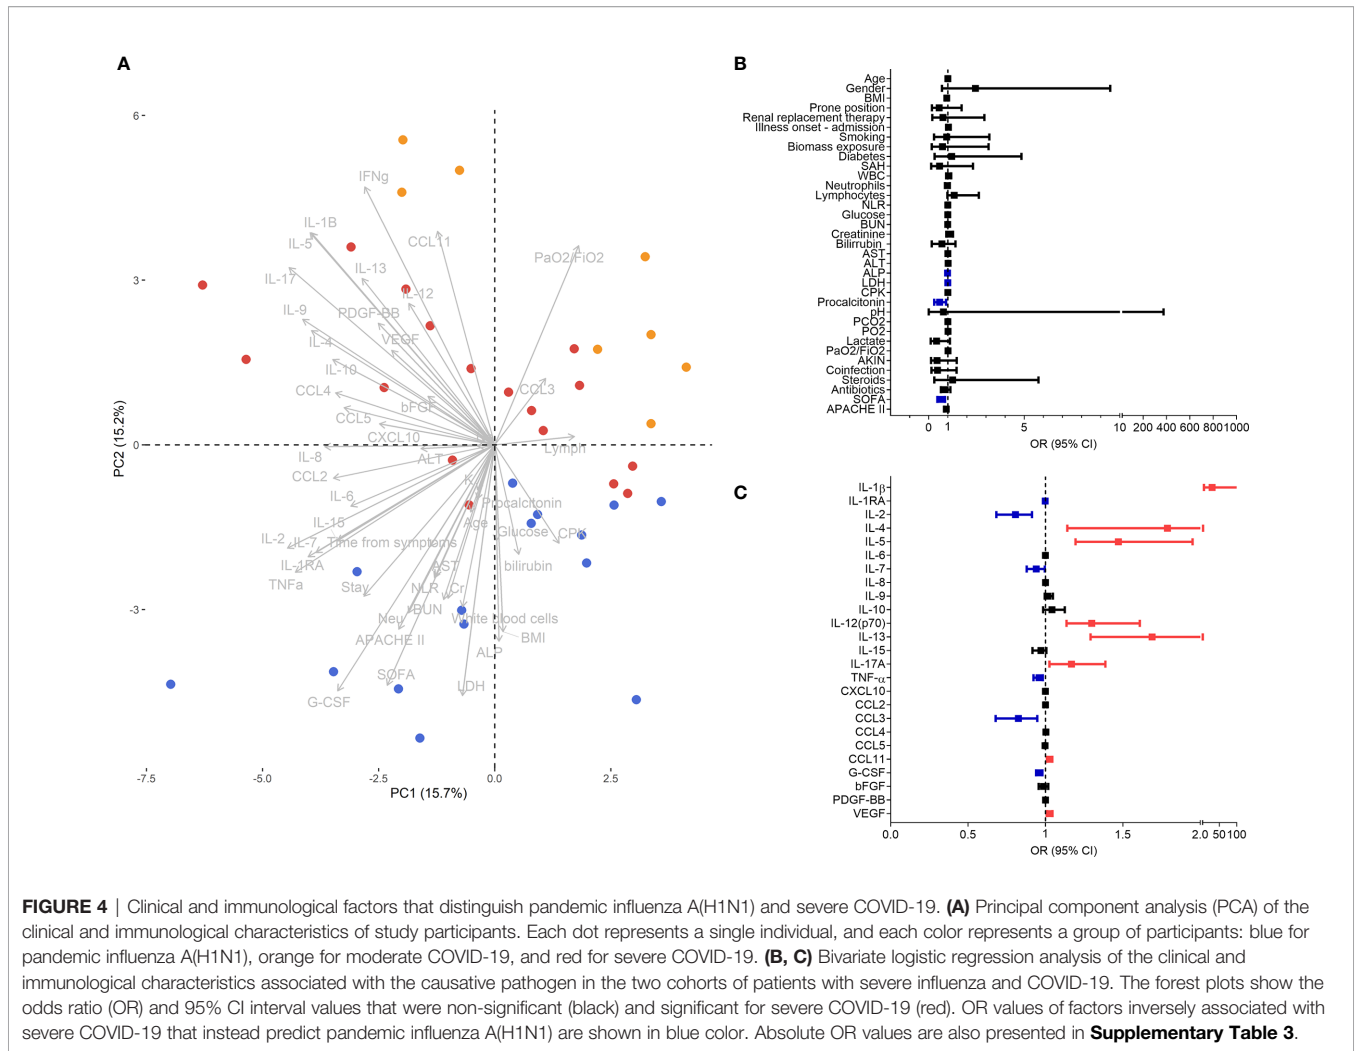 A
6
3
0
-3
PC2 (15.2%)
-7.5
-5.0
-2.5
0.0
2.5
PC1 (15.7%)
IFNg
IL-1B
IL-5
CCL11
PaO2/FiO2
IL-17
IL-13
IL-12
IL-9
PDGF-BB
IL-4
VEGF
IL-10
CCL4
CCL3
bFGF
CCL5
CXCL10
Lymph
IL-8
ALT
CCL2
K
IL-6
Procalcitonin
IL-15
Age
Glucose
CPK
IL-2
IL-7
Time from symptoms
IL-1RA
AST
bilirubin
TNFa
Stay
NLR
Cr
BUN
Neu
White blood cells
APACHE II
BMI
ALP
SOFA
LDH
G-CSF
B
Age
Gender
BMI
Prone position
Renal replacement therapy
Illness onset - admission
Smoking
Biomass exposure
Diabetes
SAH
WBC
Neutrophils
Lymphocytes
NLR
Glucose
BUN
Creatinine
Bilirrubin
AST
ALT
ALP
LDH
CPK
Procalcitonin
pH
PCO2
PO2
Lactate
PaO2/FiO2
AKIN
Coinfection
Steroids
Antibiotics
SOFA
APACHE II
0 1 5 10 200 400 600 800 1000
OR (95% CI)
C
IL-1β
IL-1RA
IL-2
IL-4
IL-5
IL-6
IL-7
IL-8
IL-9
IL-10
IL-12(p70)
IL-13
IL-15
IL-17A
TNF-α
CXCL10
CCL2
CCL3
CCL4
CCL5
CCL11
G-CSF
bFGF
PDGF-BB
VEGF
0.0 0.5 1 1.5 2.0 50 100
OR (95% CI)
FIGURE 4 | Clinical and immunological factors that distinguish pandemic influenza A(H1N1) and severe COVID-19. (A) Principal component analysis (PCA) of the
clinical and immunological characteristics of study participants. Each dot represents a single individual, and each color represents a group of participants: blue for
pandemic influenza A(H1N1), orange for moderate COVID-19, and red for severe COVID-19. (B, C) Bivariate logistic regression analysis of the clinical and
immunological characteristics associated with the causative pathogen in the two cohorts of patients with severe influenza and COVID-19. The forest plots show the
odds ratio (OR) and 95% CI interval values that were non-significant (black) and significant for severe COVID-19 (red). OR values of factors inversely associated with
severe COVID-19 that instead predict pandemic influenza A(H1N1) are shown in blue color. Absolute OR values are also presented in Supplementary Table 3.